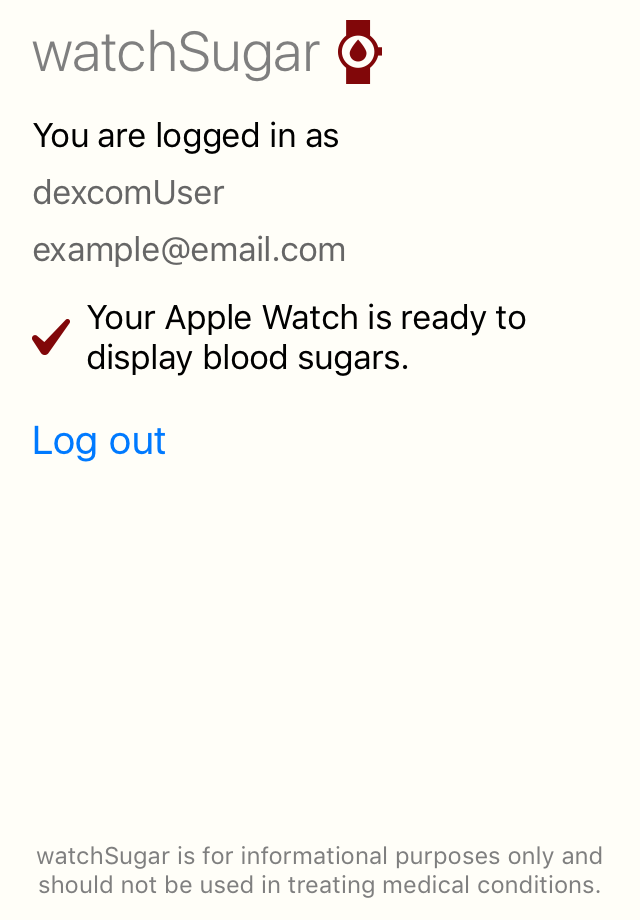 watchSugar
You are logged in as
dexcomUser
example@email.com
Your Apple Watch is ready to
display blood sugars.
Log out
watchSugar is for informational purposes only and
should not be used in treating medical conditions.